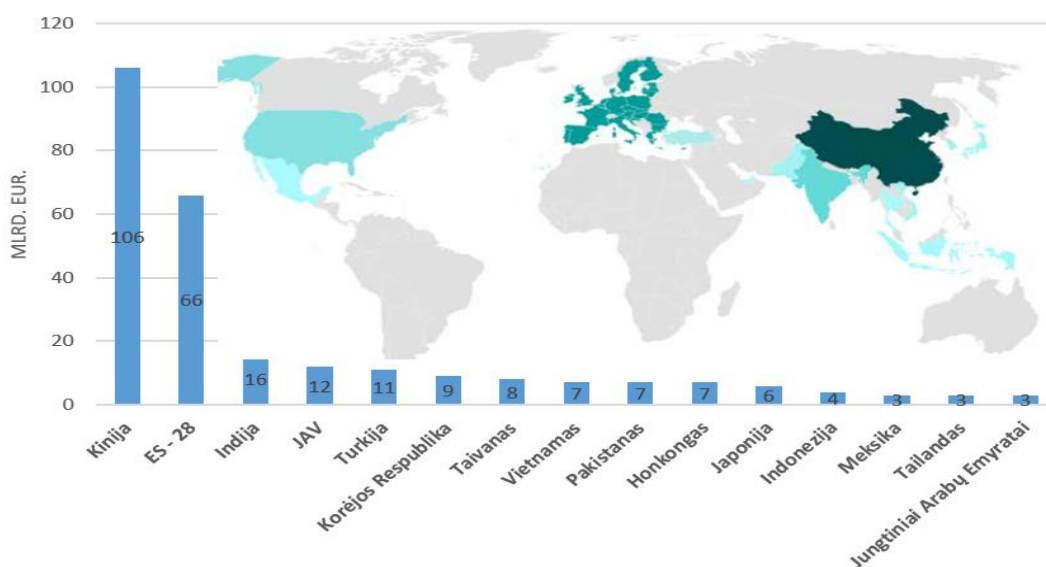 120
100
80
60
40
20
0
MLRD. EUR.
106
66
16
12
11
9
8
7
7
7
6
4
3
3
3
Kinija
ES - 28
Indija
JAV
Turkija
Korėjos Respublika
Taivanas
Vietnamas
Pakistanas
Honkongas
Japonija
Indonezija
Meksika
Tailandas
Jungtiniai Arabų Emyratai